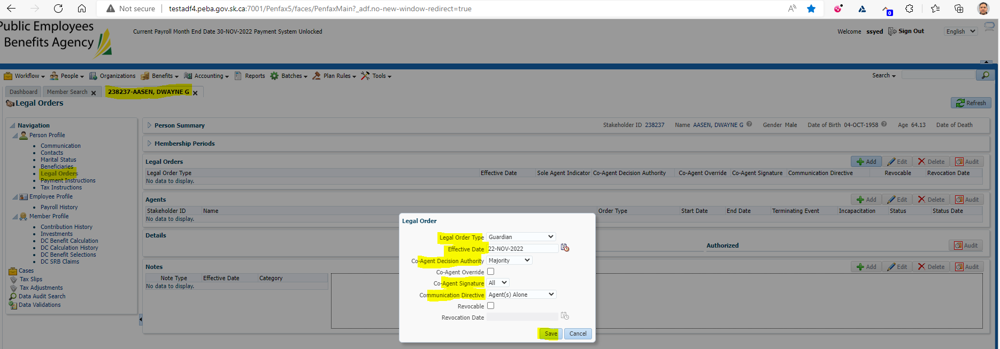 Not secure testadf4.peba.gov.sk.ca:7001/Penfax5/faces/PenfaxMain?_adf.no-new-window-redirect=true
0
Public Employees
Benefits Agency
Current Payroll Month End Date 30-NOV-2022 Payment System Unlocked
Welcome ssyed Sign Out English
Workflow People Organizations Benefits Accounting Reports Batches Plan Rules Tools Search
Dashboard Member Search 238237-AASEN, DWAYNE G
Legal Orders Refresh
Navigation
Person Profile
Communication
Contacts
Marital Status
Beneficiaries
Legal Orders
Payment Instructions
Tax Instructions
Employee Profile
Payroll History
Member Profile
Contribution History
Investments
DC Benefit Calculation
DC Calculation History
DC Benefit Selections
DC SRB Claims
Cases
Tax Slips
Tax Adjustments
Data Audit Search
Data Validations
Person Summary Stakeholder ID 238237 Name AASEN, DWAYNE G Gender Male Date of Birth 04-OCT-1958 Age 64.13 Date of Death
Membership Periods
Legal Orders Add Edit Delete Audit
Legal Order Type Effective Date Sole Agent Indicator Co-Agent Decision Authority Co-Agent Override Co-Agent Signature Communication Directive Revocable Revocation Date
No data to display.
Agents Add Edit Delete Audit
Stakeholder ID Name Order Type Start Date End Date Terminating Event Incapacitation Status Status Date
No data to display.
Details Authorized Audit
Notes Add Edit Delete Audit
Note Type Effective Date Category
No data to display.
Legal Order
Legal Order Type Guardian
Effective Date 22-NOV-2022
Co-Agent Decision Authority Majority
Co-Agent Override
Co-Agent Signature All
Communication Directive Agent(s) Alone
Revocable
Revocation Date
Save Cancel